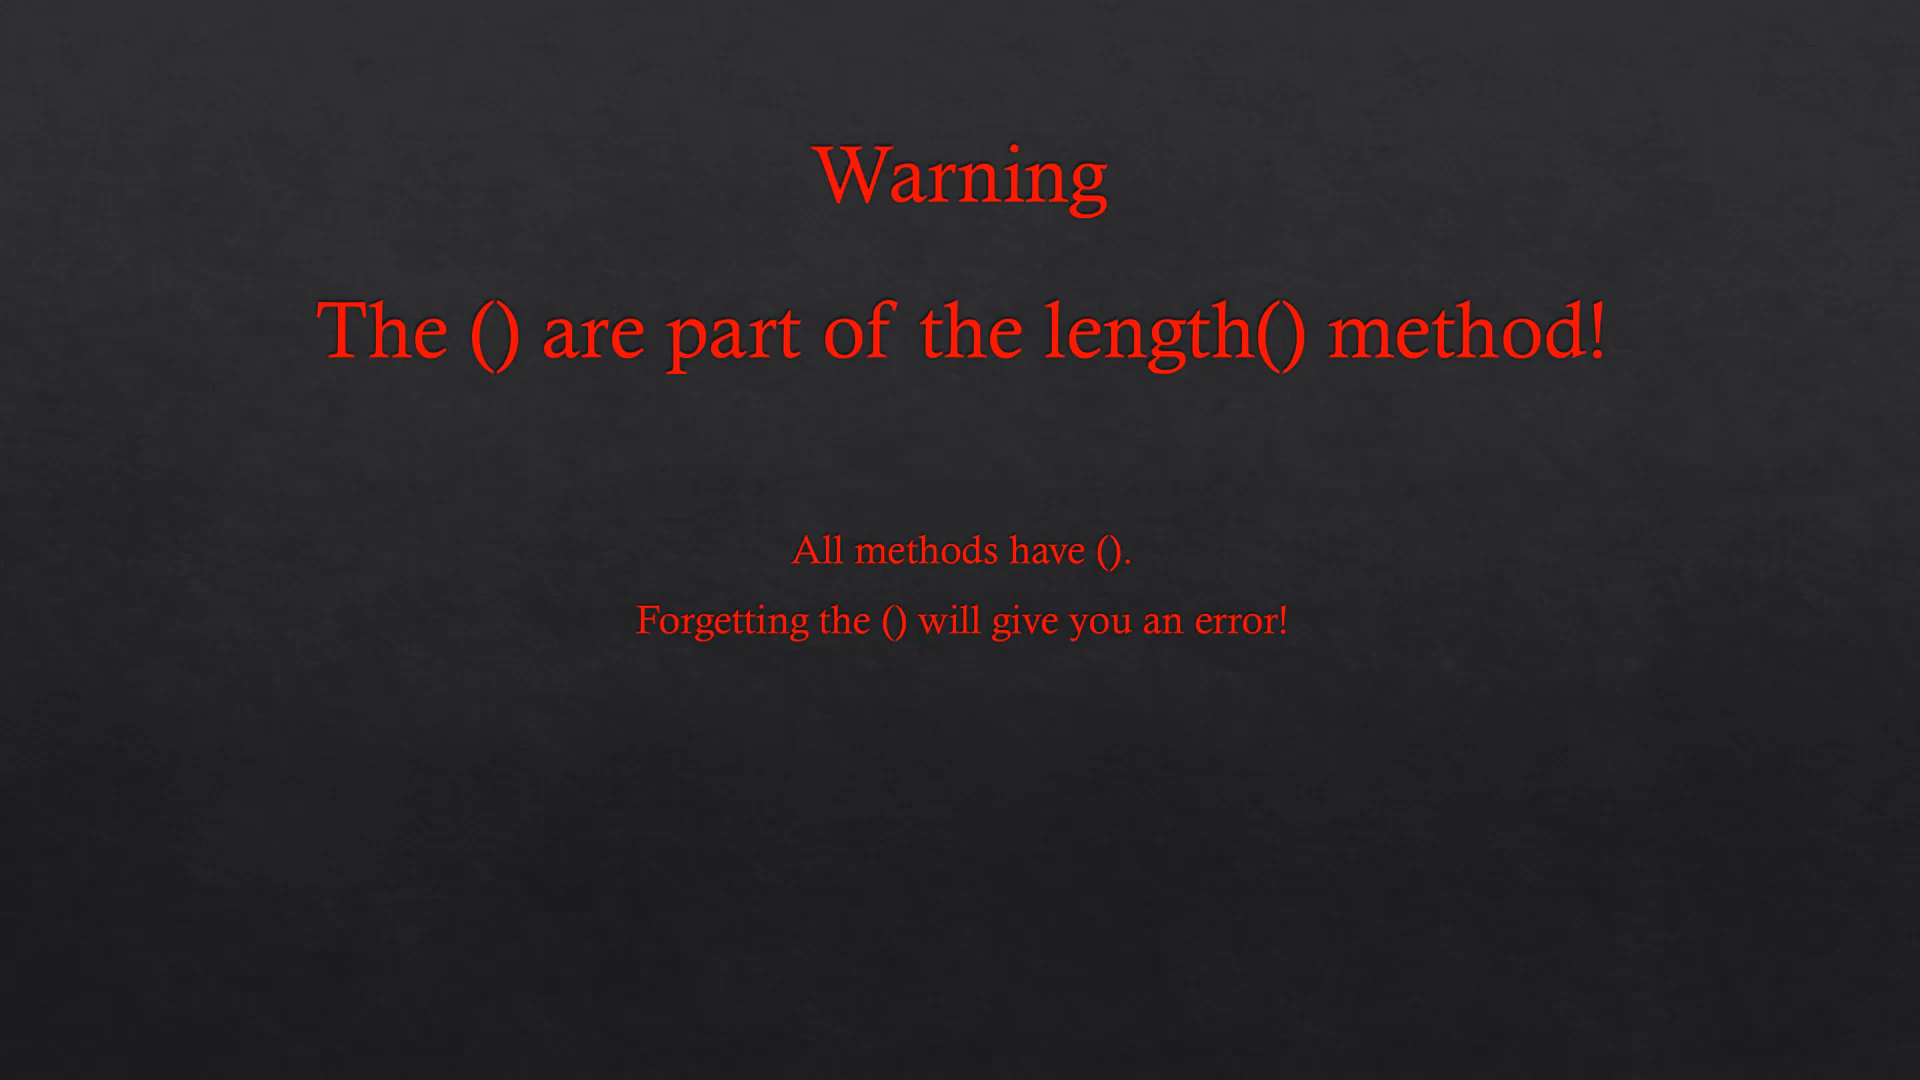 Warning
The () are part of the length() method!
All methods have ().
Forgetting the () will give you an error!